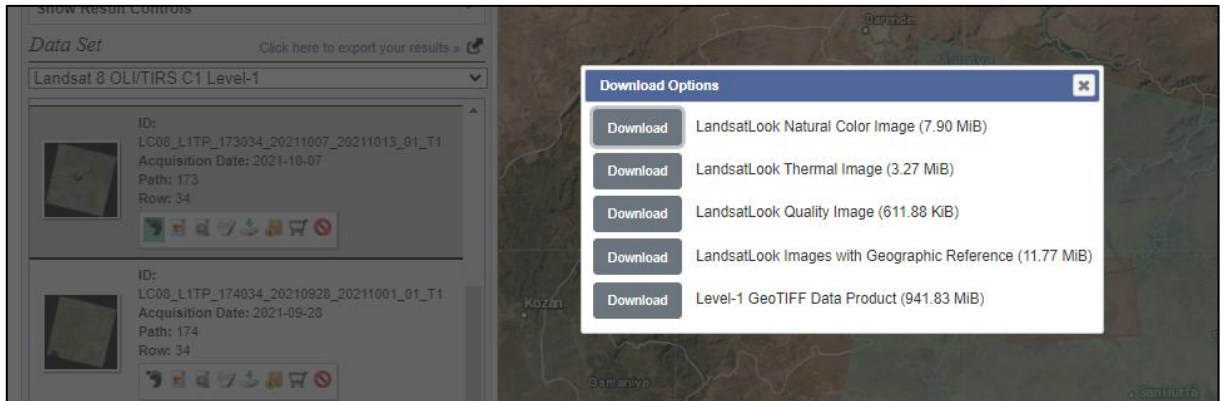 Show Result Controls
Data Set
Click here to export your results »
Landsat 8 OLI/TIRS C1 Level-1
ID:
LC08_L1TP_173034_20211007_20211013_01_T1
Acquisition Date: 2021-10-07
Path: 173
Row: 34
ID:
LC08_L1TP_174034_20210928_20211001_01_T1
Acquisition Date: 2021-09-28
Path: 174
Row: 34
Darende
Malatya
Download Options
Download LandsatLook Natural Color Image (7.90 MiB)
Download LandsatLook Thermal Image (3.27 MiB)
Download LandsatLook Quality Image (611.88 KiB)
Download LandsatLook Images with Geographic Reference (11.77 MiB)
Download Level-1 GeoTIFF Data Product (941.83 MiB)
Kozan
Osmaniye
Sanliurfa